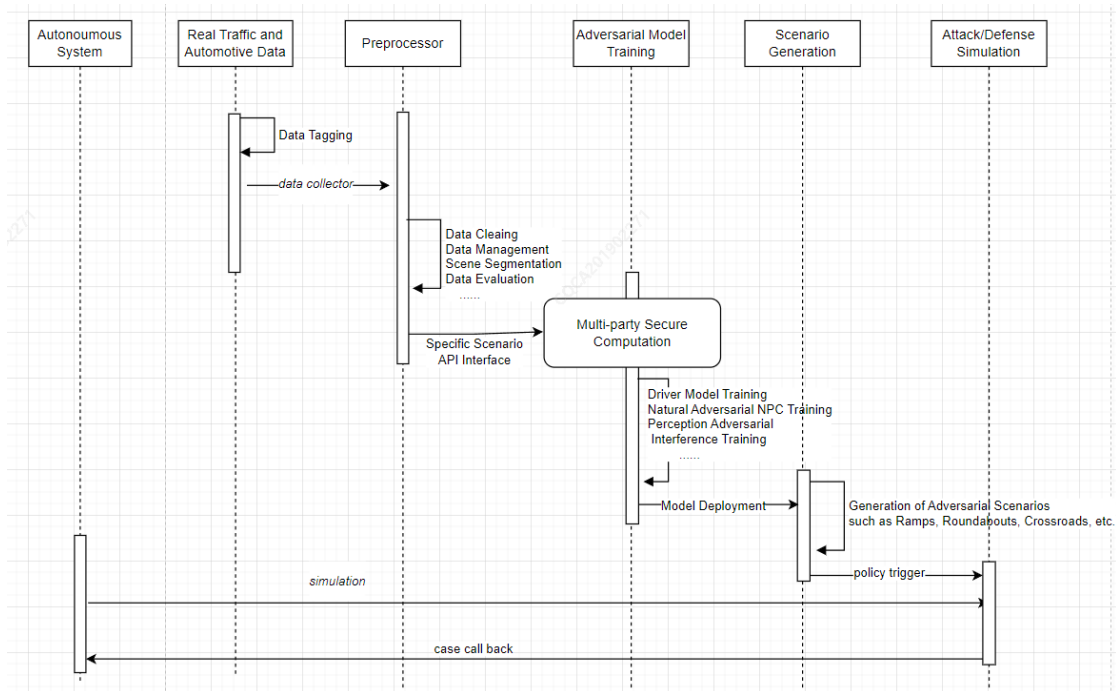 Autonoumous
System
Real Traffic and
Automotive Data
Preprocessor
Adversarial Model
Training
Scenario
Generation
Attack/Defense
Simulation
Data Tagging
data collector
Data Cleaing
Data Management
Scene Segmentation
Data Evaluation
......
Specific Scenario
API Interface
Multi-party Secure
Computation
Driver Model Training
Natural Adversarial NPC Training
Perception Adversarial
Interference Training
......
Model Deployment
Generation of Adversarial Scenarios
such as Ramps, Roundabouts, Crossroads, etc.
policy trigger
simulation
case call back